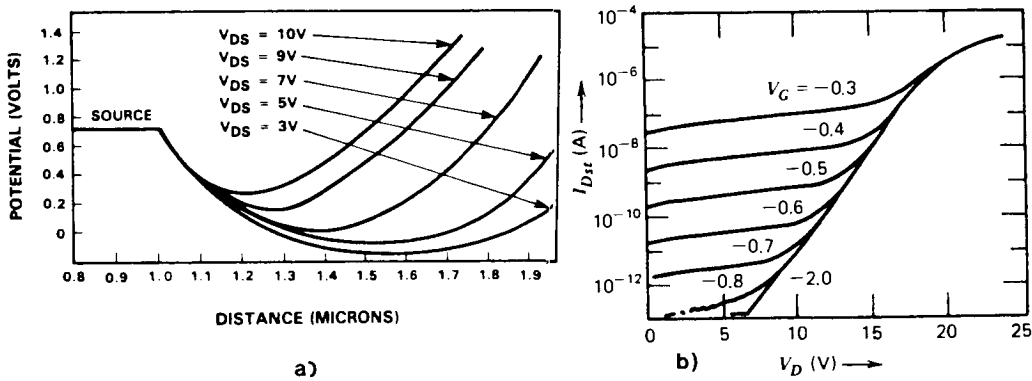 POTENTIAL (VOLTS)
1.4
1.2
1.0
0.8
0.6
0.4
0.2
0
SOURCE
V_DS = 10V
V_DS = 9V
V_DS = 7V
V_DS = 5V
V_DS = 3V
0.8 0.9 1.0 1.1 1.2 1.3 1.4 1.5 1.6 1.7 1.8 1.9
DISTANCE (MICRONS)
a)
I_Dst (A)
10⁻⁴
10⁻⁶
10⁻⁸
10⁻¹⁰
10⁻¹²
V_G = −0.3
−0.4
−0.5
−0.6
−0.7
−0.8
−2.0
0 5 10 15 20 25
b)
V_D (V)